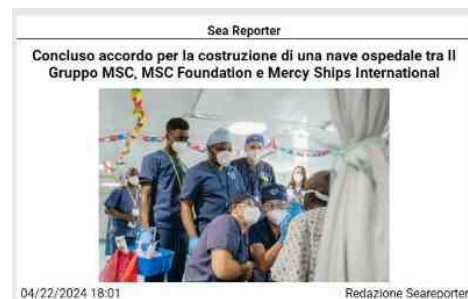 Sea Reporter
Concluso accordo per la costruzione di una nave ospedale tra Il
Gruppo MSC, MSC Foundation e Mercy Ships International
04/22/2024 18:01
Redazione Seareporter